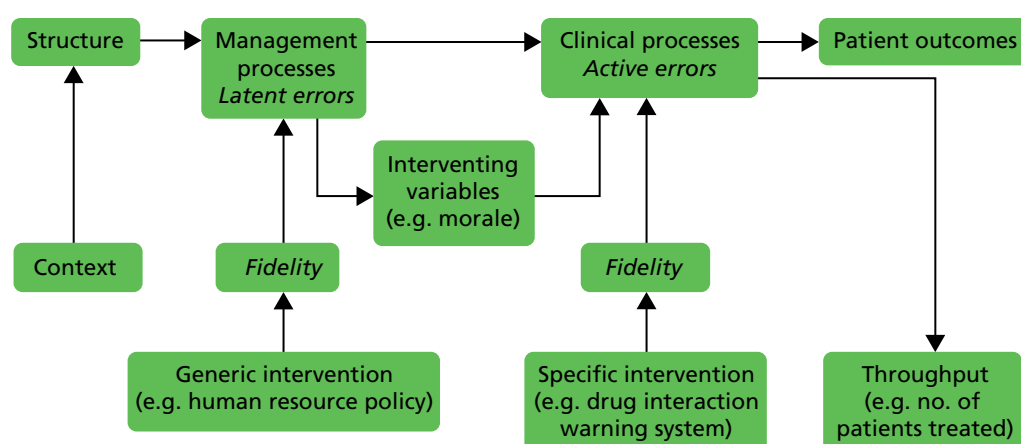 Structure
Management
processes
Latent errors
Clinical processes
Active errors
Patient outcomes
Interventing
variables
(e.g. morale)
Context
Fidelity
Fidelity
Generic intervention
(e.g. human resource policy)
Specific intervention
(e.g. drug interaction
warning system)
Throughput
(e.g. no. of
patients treated)